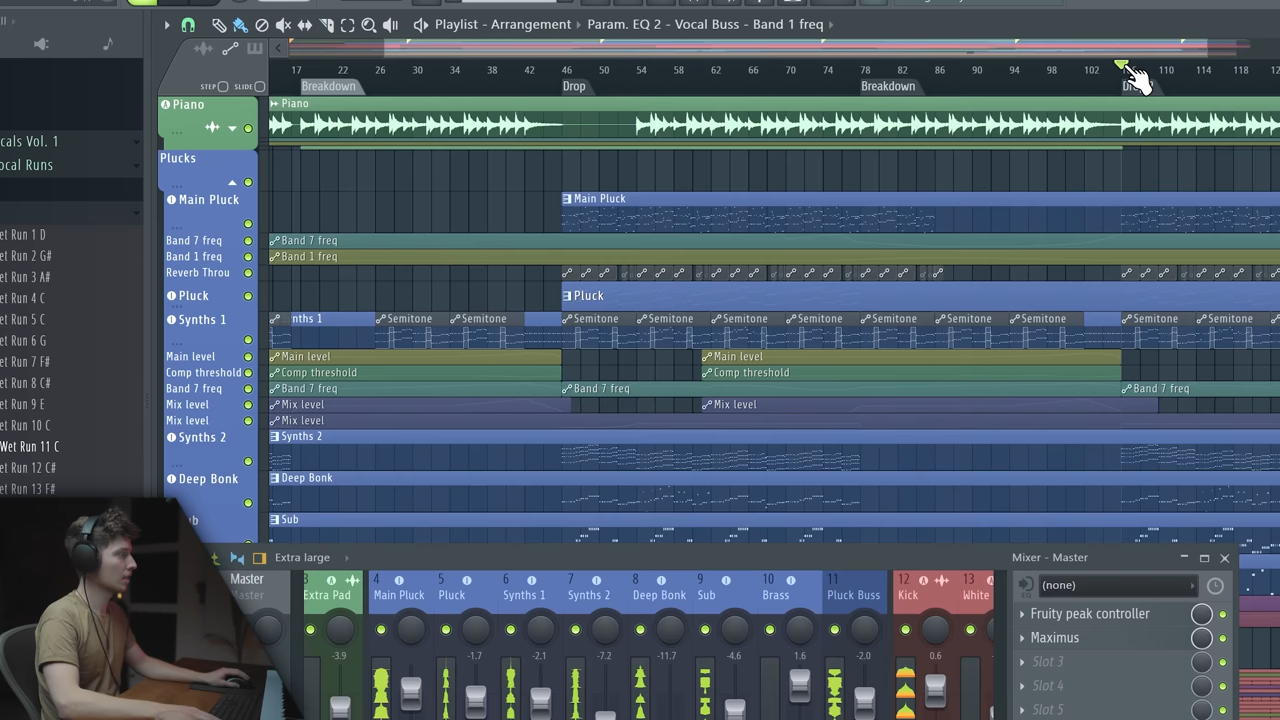 Playlist - Arrangement › Param. EQ 2 - Vocal Buss - Band 1 freq
STEP SLIDE
17 22 26 30 34 38 42 46 50 54 58 62 66 70 74 78 82 86 90 94 98 102 110 114 118
Breakdown Drop Breakdown
Piano Piano
cals Vol. 1
ocal Runs
Plucks
Main Pluck Main Pluck
et Run 1 D
et Run 2 G#
et Run 3 A#
et Run 4 C
et Run 5 C
et Run 6 G
et Run 7 F#
et Run 8 C#
et Run 9 E
et Run 10 C
Wet Run 11 C
et Run 12 C#
et Run 13 F#
Band 7 freq Band 7 freq
Band 1 freq Band 1 freq
Reverb Throu
Pluck Pluck
Synths 1 nths 1 Semitone Semitone Semitone Semitone Semitone Semitone Semitone Semitone Semitone Semitone Semitone
Main level Main level Main level
Comp threshold Comp threshold Comp threshold
Band 7 freq Band 7 freq Band 7 freq Band 7 freq
Mix level Mix level Mix level
Mix level Mix level
Synths 2 Synths 2
Deep Bonk Deep Bonk
ub Sub
Extra large
Mixer - Master
Master
Master
3 4 5 6 7 8 9 10 11 12 13
Extra Pad Main Pluck Pluck Synths 1 Synths 2 Deep Bonk Sub Brass Pluck Buss Kick White
-3.9 -1.7 -2.1 -7.2 -11.7 -4.6 1.6 -2.0 0.6
(none)
Fruity peak controller
Maximus
Slot 3
Slot 4
Slot 5